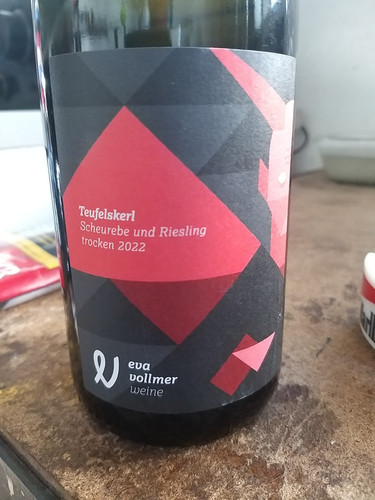 Teufelskerl
Scheurebe und Riesling
trocken 2022
eva
vollmer
weine